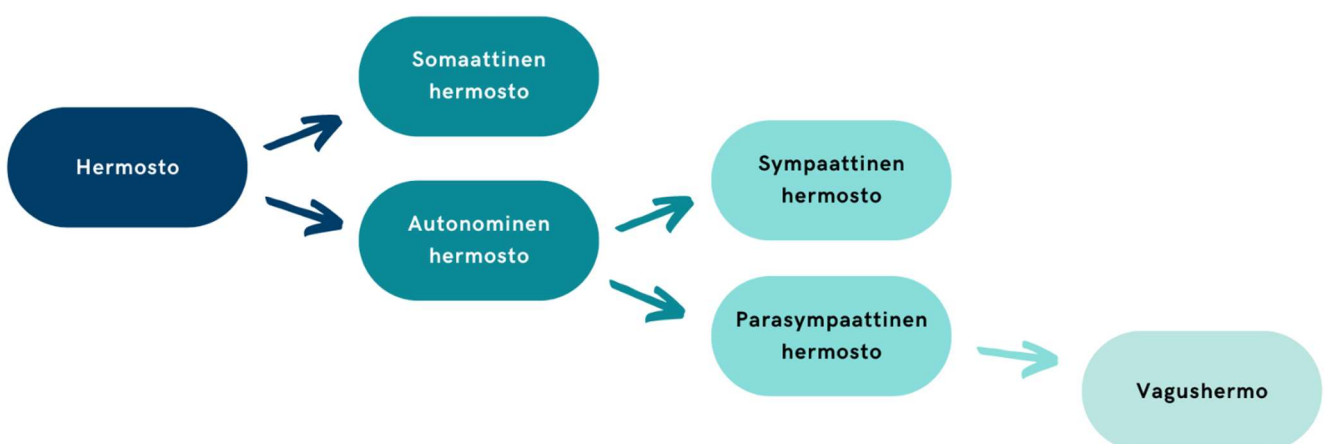 Somaattinen
hermosto
Hermosto
Autonominen
hermosto
Sympaattinen
hermosto
Parasympaattinen
hermosto
Vagushermo